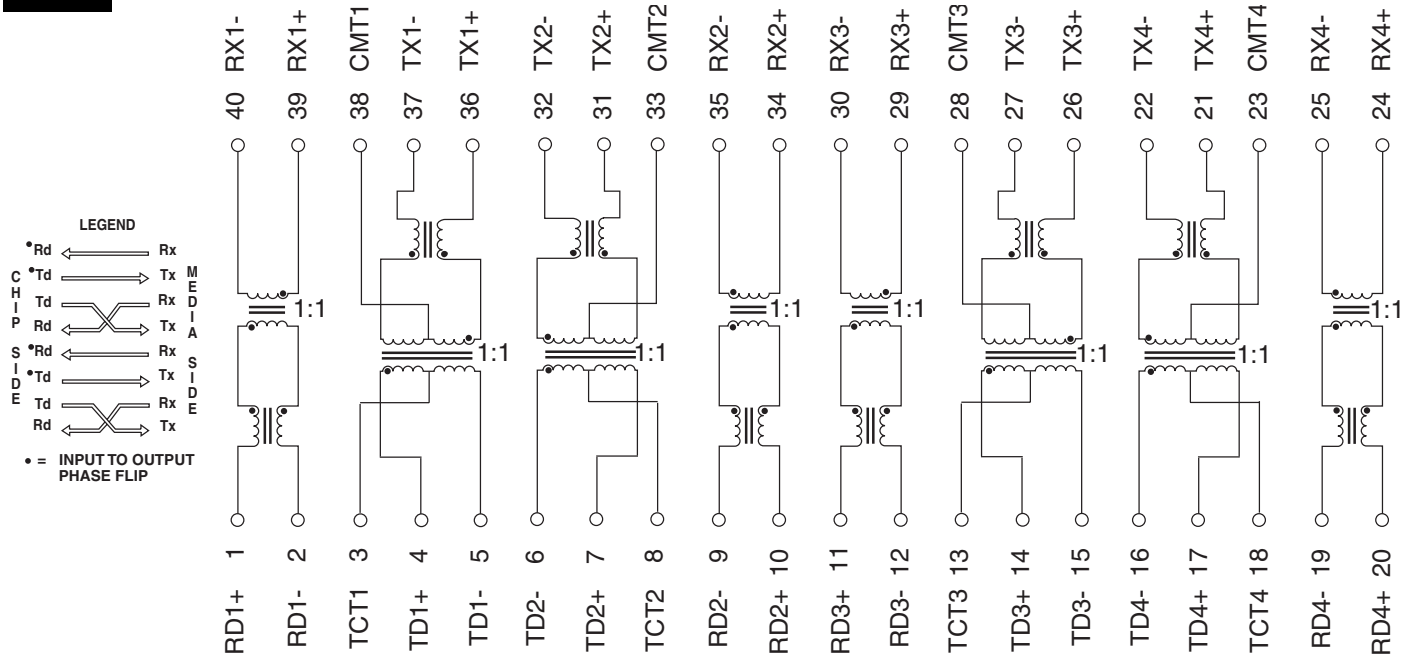 RX1-
RX1+
CMT1
TX1-
TX1+
TX2-
TX2+
CMT2
RX2-
RX2+
RX3-
RX3+
CMT3
TX3-
TX3+
TX4-
TX4+
CMT4
RX4-
RX4+
40
39
38
37
36
32
31
33
35
34
30
29
28
27
26
22
21
23
25
24
LEGEND
•Rd Rx
•Td Tx
Td Rx
Rd Tx
•Rd Rx
•Td Tx
Td Rx
Rd Tx
CHIP SIDE
MEDIA SIDE
• = INPUT TO OUTPUT
PHASE FLIP
1:1
1:1
1:1
1:1
1:1
1:1
1:1
1:1
1
2
3
4
5
6
7
8
9
10
11
12
13
14
15
16
17
18
19
20
RD1+
RD1-
TCT1
TD1+
TD1-
TD2-
TD2+
TCT2
RD2-
RD2+
RD3+
RD3-
TCT3
TD3+
TD3-
TD4-
TD4+
TCT4
RD4-
RD4+